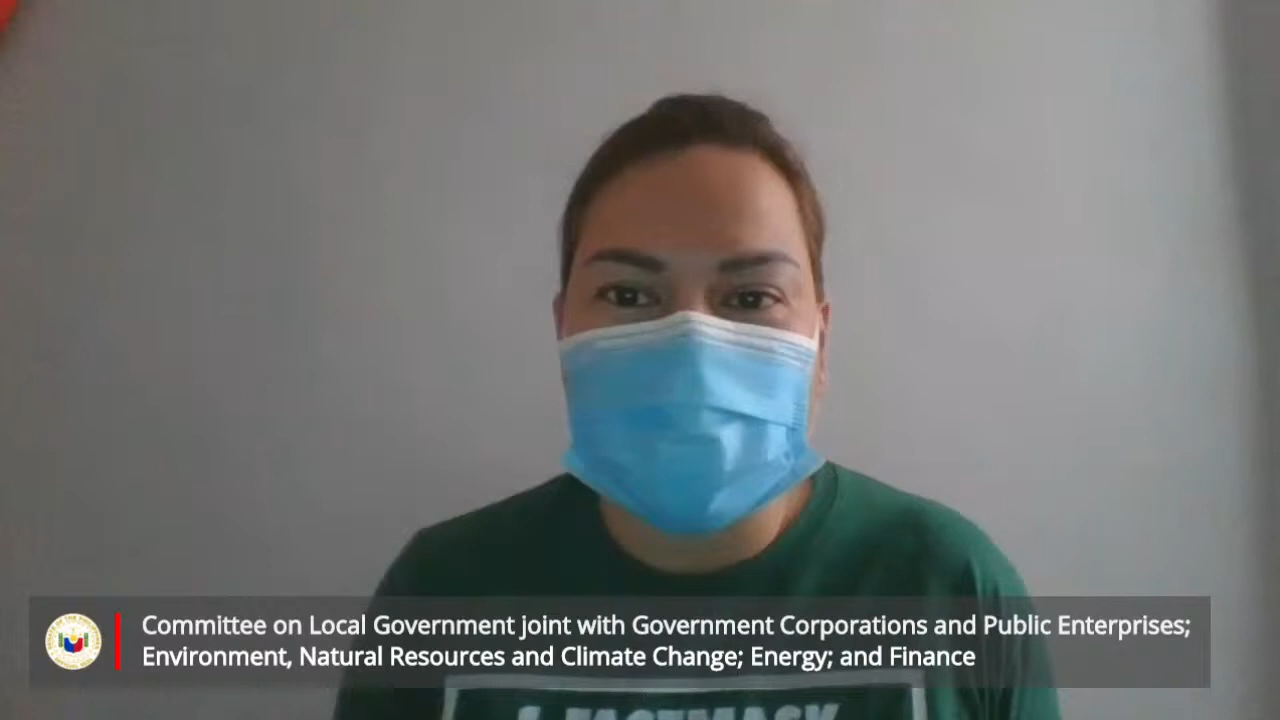 Committee on Local Government joint with Government Corporations and Public Enterprises;
Environment, Natural Resources and Climate Change; Energy; and Finance
FACEMASK